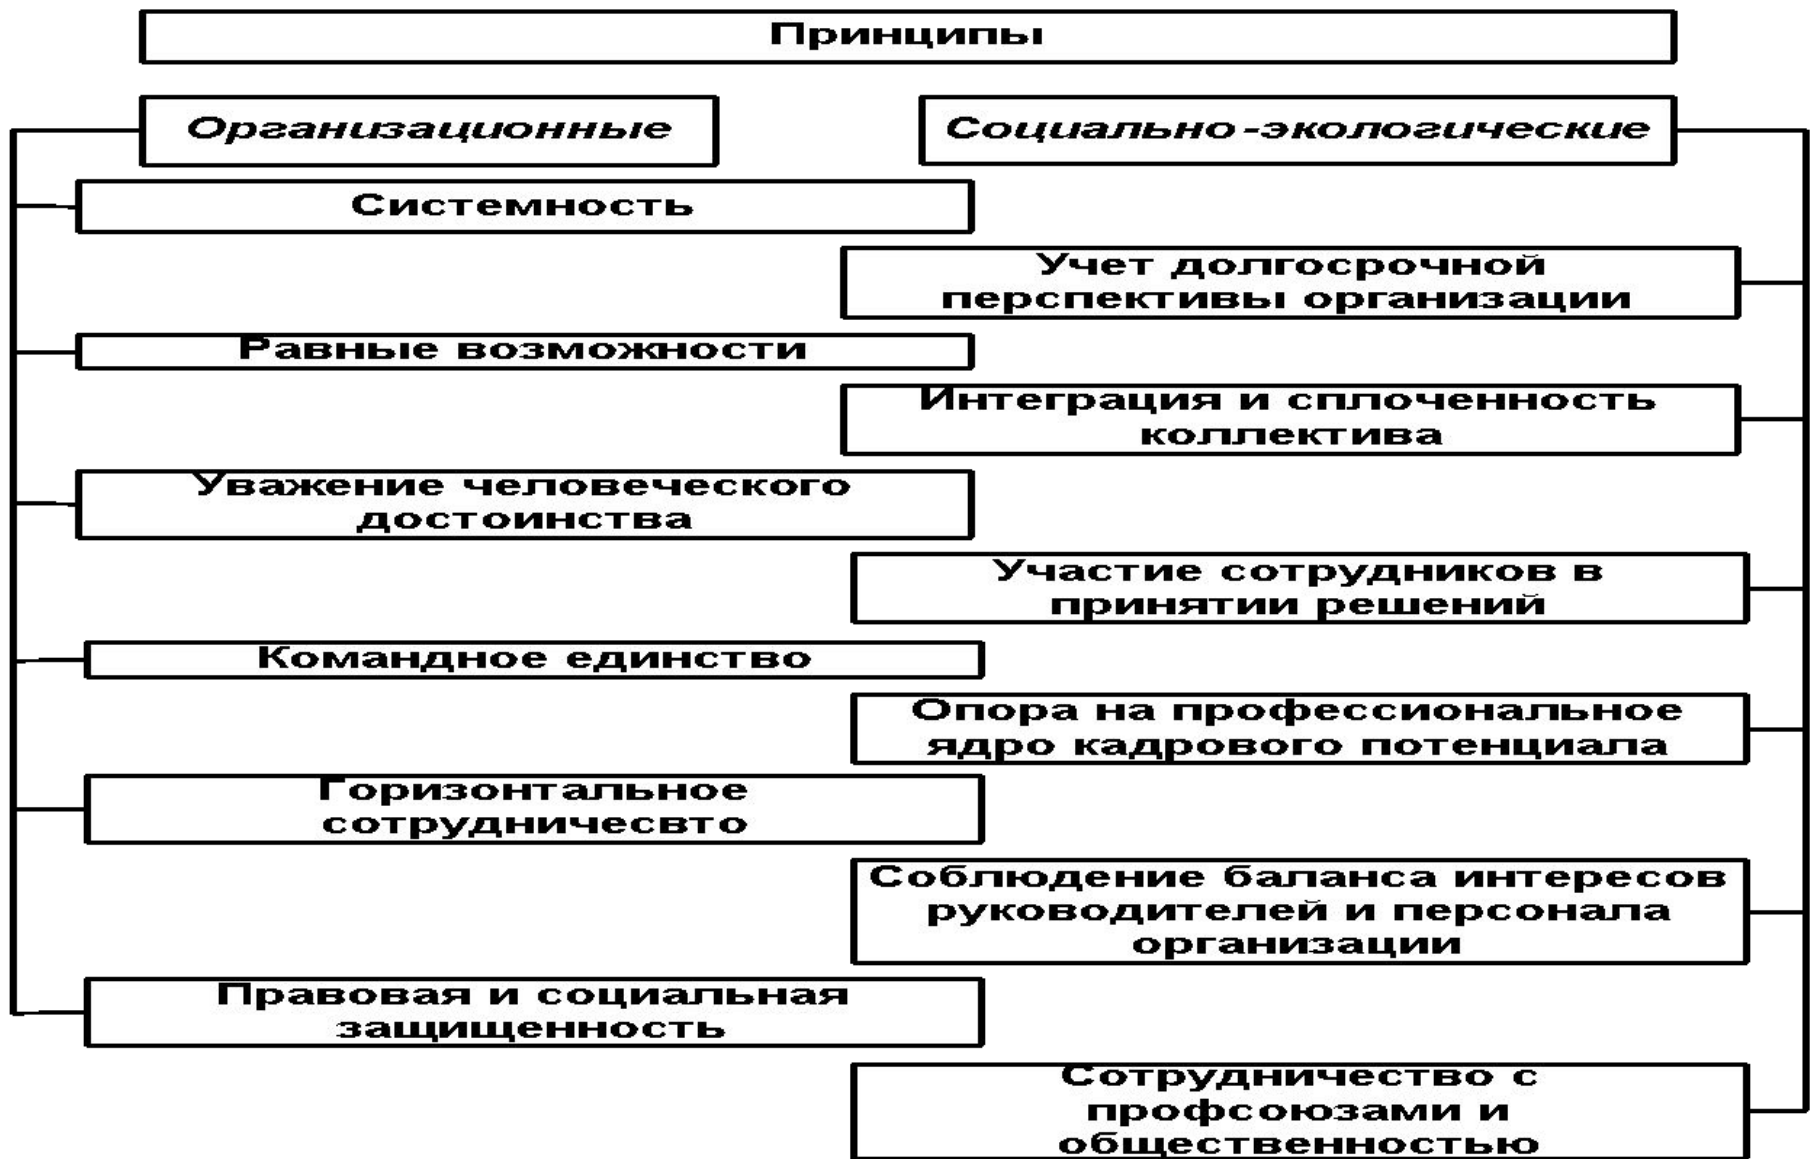 Принципы
Организационные
Социально-экологические
Системность
Учет долгосрочной
перспективы организации
Равные возможности
Интеграция и сплоченность
коллектива
Уважение человеческого
достоинства
Участие сотрудников в
принятии решений
Командное единство
Опора на профессиональное
ядро кадрового потенциала
Горизонтальное
сотрудничесвто
Соблюдение баланса интересов
руководителей и персонала
организации
Правовая и социальная
защищенность
Сотрудничество с
профсоюзами и
общественностью